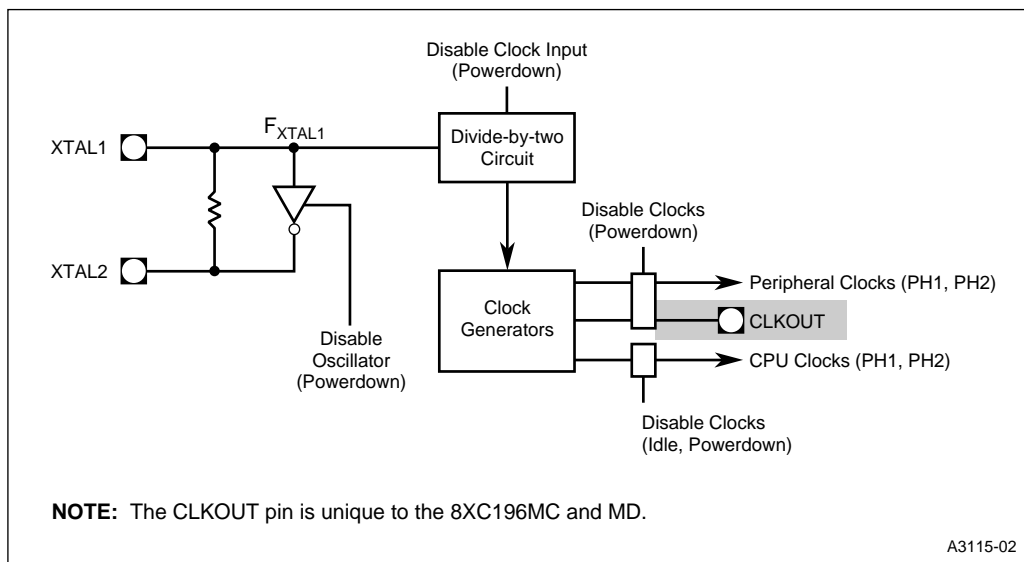 Disable Clock Input
(Powerdown)
XTAL1
FXTAL1
Divide-by-two
Circuit
Disable Clocks
(Powerdown)
XTAL2
Clock
Generators
Peripheral Clocks (PH1, PH2)
CLKOUT
CPU Clocks (PH1, PH2)
Disable
Oscillator
(Powerdown)
Disable Clocks
(Idle, Powerdown)
NOTE: The CLKOUT pin is unique to the 8XC196MC and MD.
A3115-02